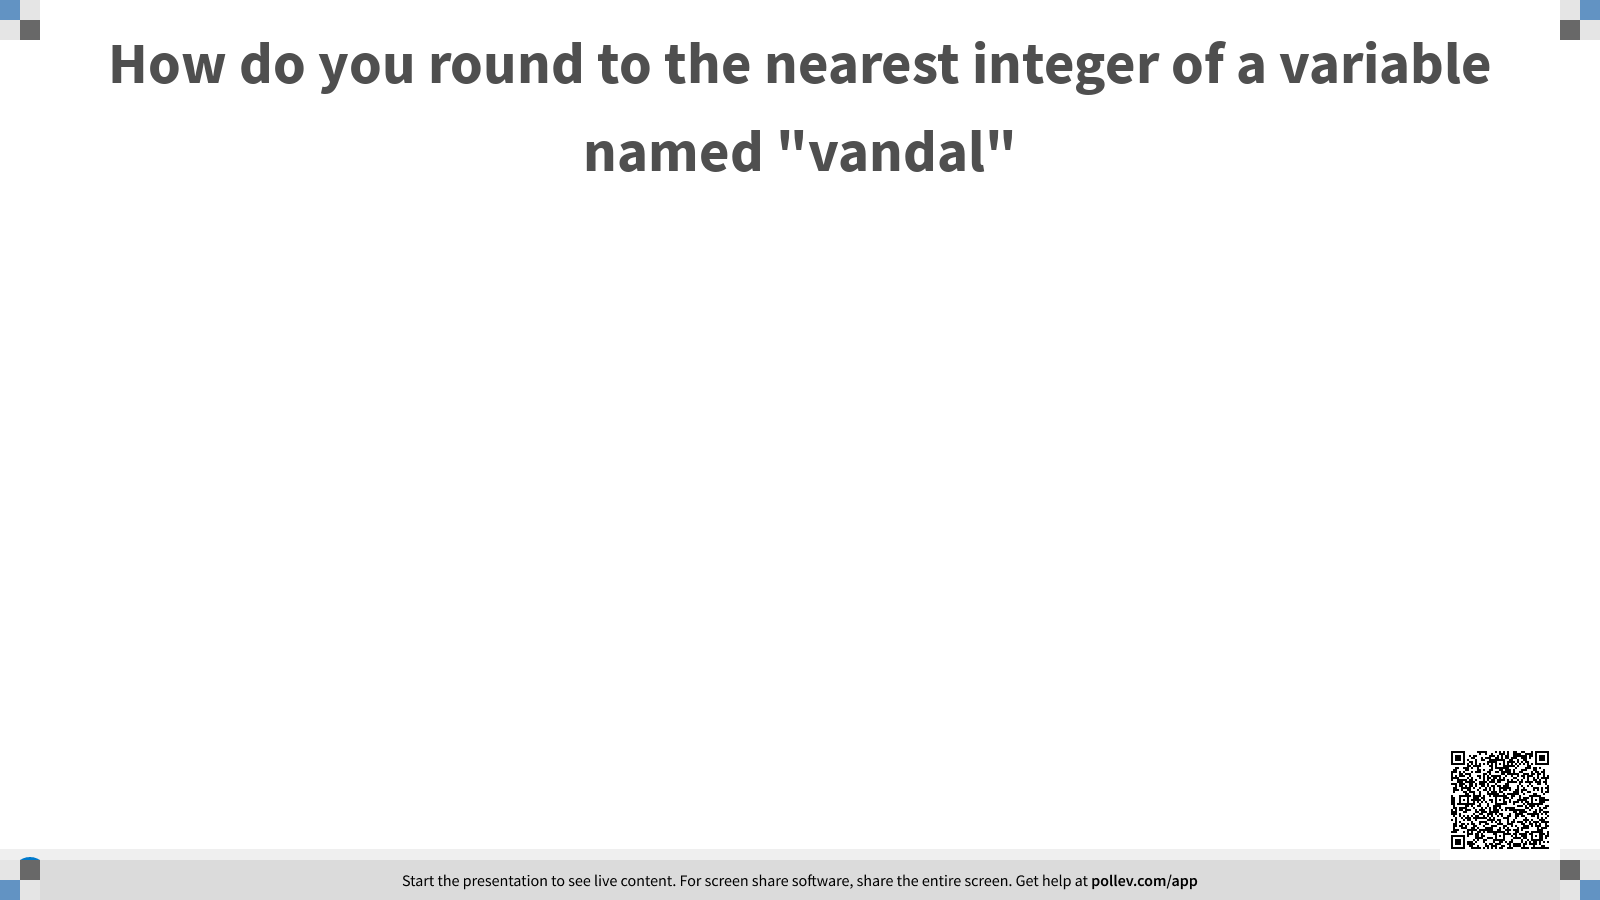 How do you round to the nearest integer of a variable
named "vandal"
Start the presentation to see live content. For screen share software, share the entire screen. Get help at pollev.com/app